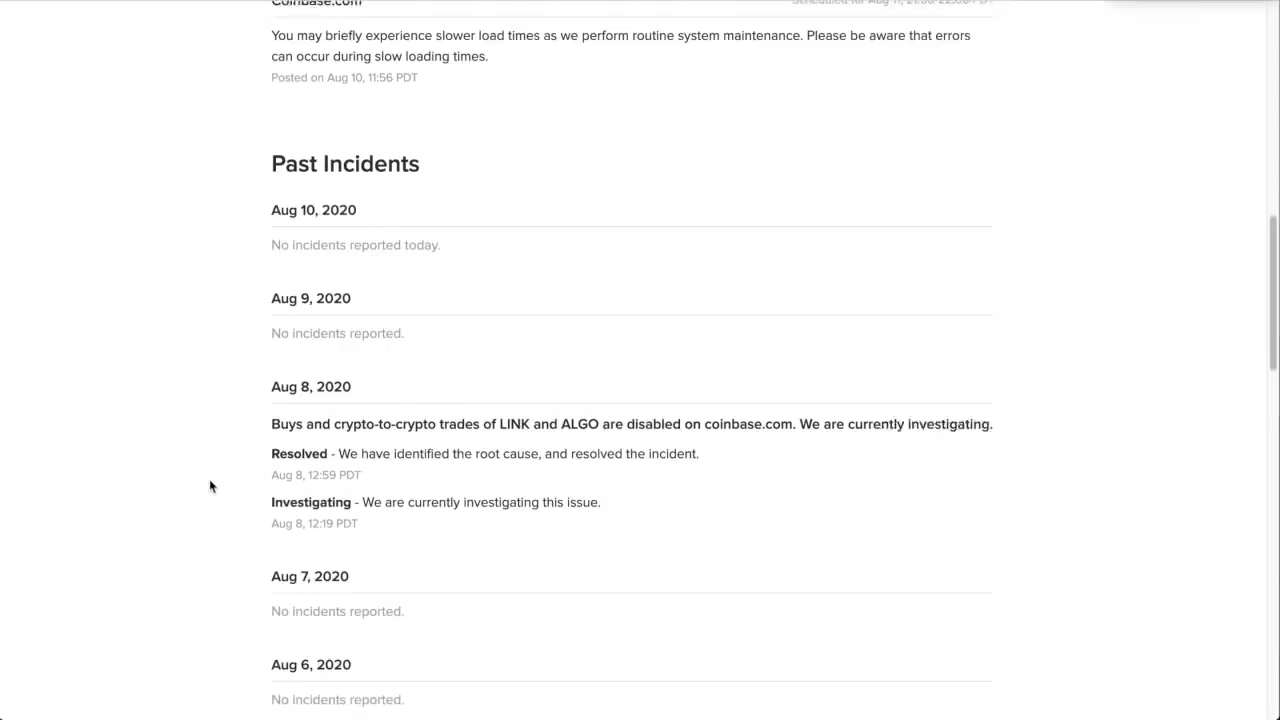 Coinbase.com
You may briefly experience slower load times as we perform routine system maintenance. Please be aware that errors
can occur during slow loading times.
Posted on Aug 10, 11:56 PDT
Past Incidents
Aug 10, 2020
No incidents reported today.
Aug 9, 2020
No incidents reported.
Aug 8, 2020
Buys and crypto-to-crypto trades of LINK and ALGO are disabled on coinbase.com. We are currently investigating.
Resolved - We have identified the root cause, and resolved the incident.
Aug 8, 12:59 PDT
Investigating - We are currently investigating this issue.
Aug 8, 12:19 PDT
Aug 7, 2020
No incidents reported.
Aug 6, 2020
No incidents reported.